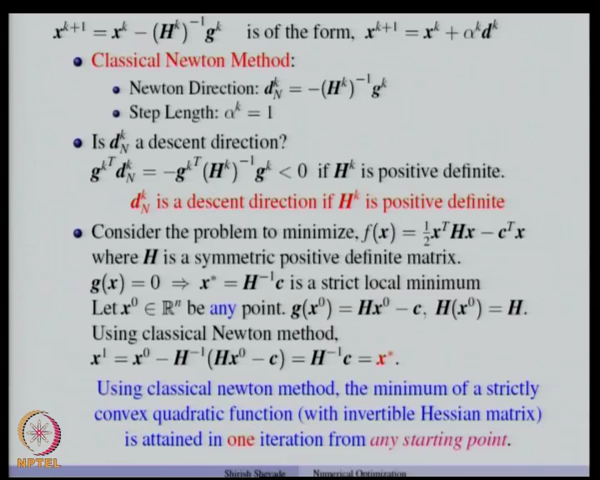 x^{k+1} = x^k − (H^k)^{−1} g^k is of the form, x^{k+1} = x^k + α^k d^k
• Classical Newton Method:
• Newton Direction: d_N^k = −(H^k)^{−1} g^k
• Step Length: α^k = 1
• Is d_N^k a descent direction?
g^{kT} d_N^k = −g^{kT} (H^k)^{−1} g^k < 0 if H^k is positive definite.
d_N^k is a descent direction if H^k is positive definite
• Consider the problem to minimize, f(x) = ½x^T Hx − c^T x
where H is a symmetric positive definite matrix.
g(x) = 0 ⇒ x* = H^{−1}c is a strict local minimum
Let x^0 ∈ ℝ^n be any point. g(x^0) = Hx^0 − c, H(x^0) = H.
Using classical Newton method,
x^1 = x^0 − H^{−1}(Hx^0 − c) = H^{−1}c = x*.
Using classical newton method, the minimum of a strictly
convex quadratic function (with invertible Hessian matrix)
is attained in one iteration from any starting point.
NPTEL
Shirish Shevade Numerical Optimization